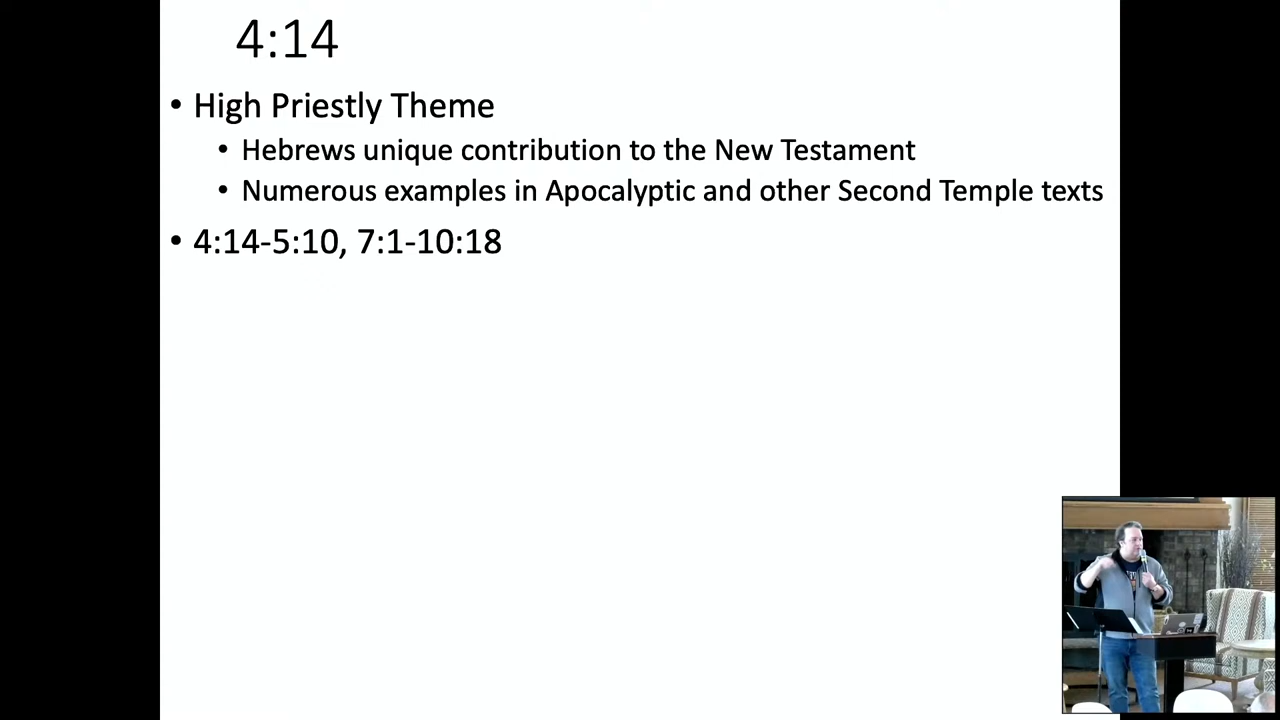 4:14
• High Priestly Theme
• Hebrews unique contribution to the New Testament
• Numerous examples in Apocalyptic and other Second Temple texts
• 4:14-5:10, 7:1-10:18